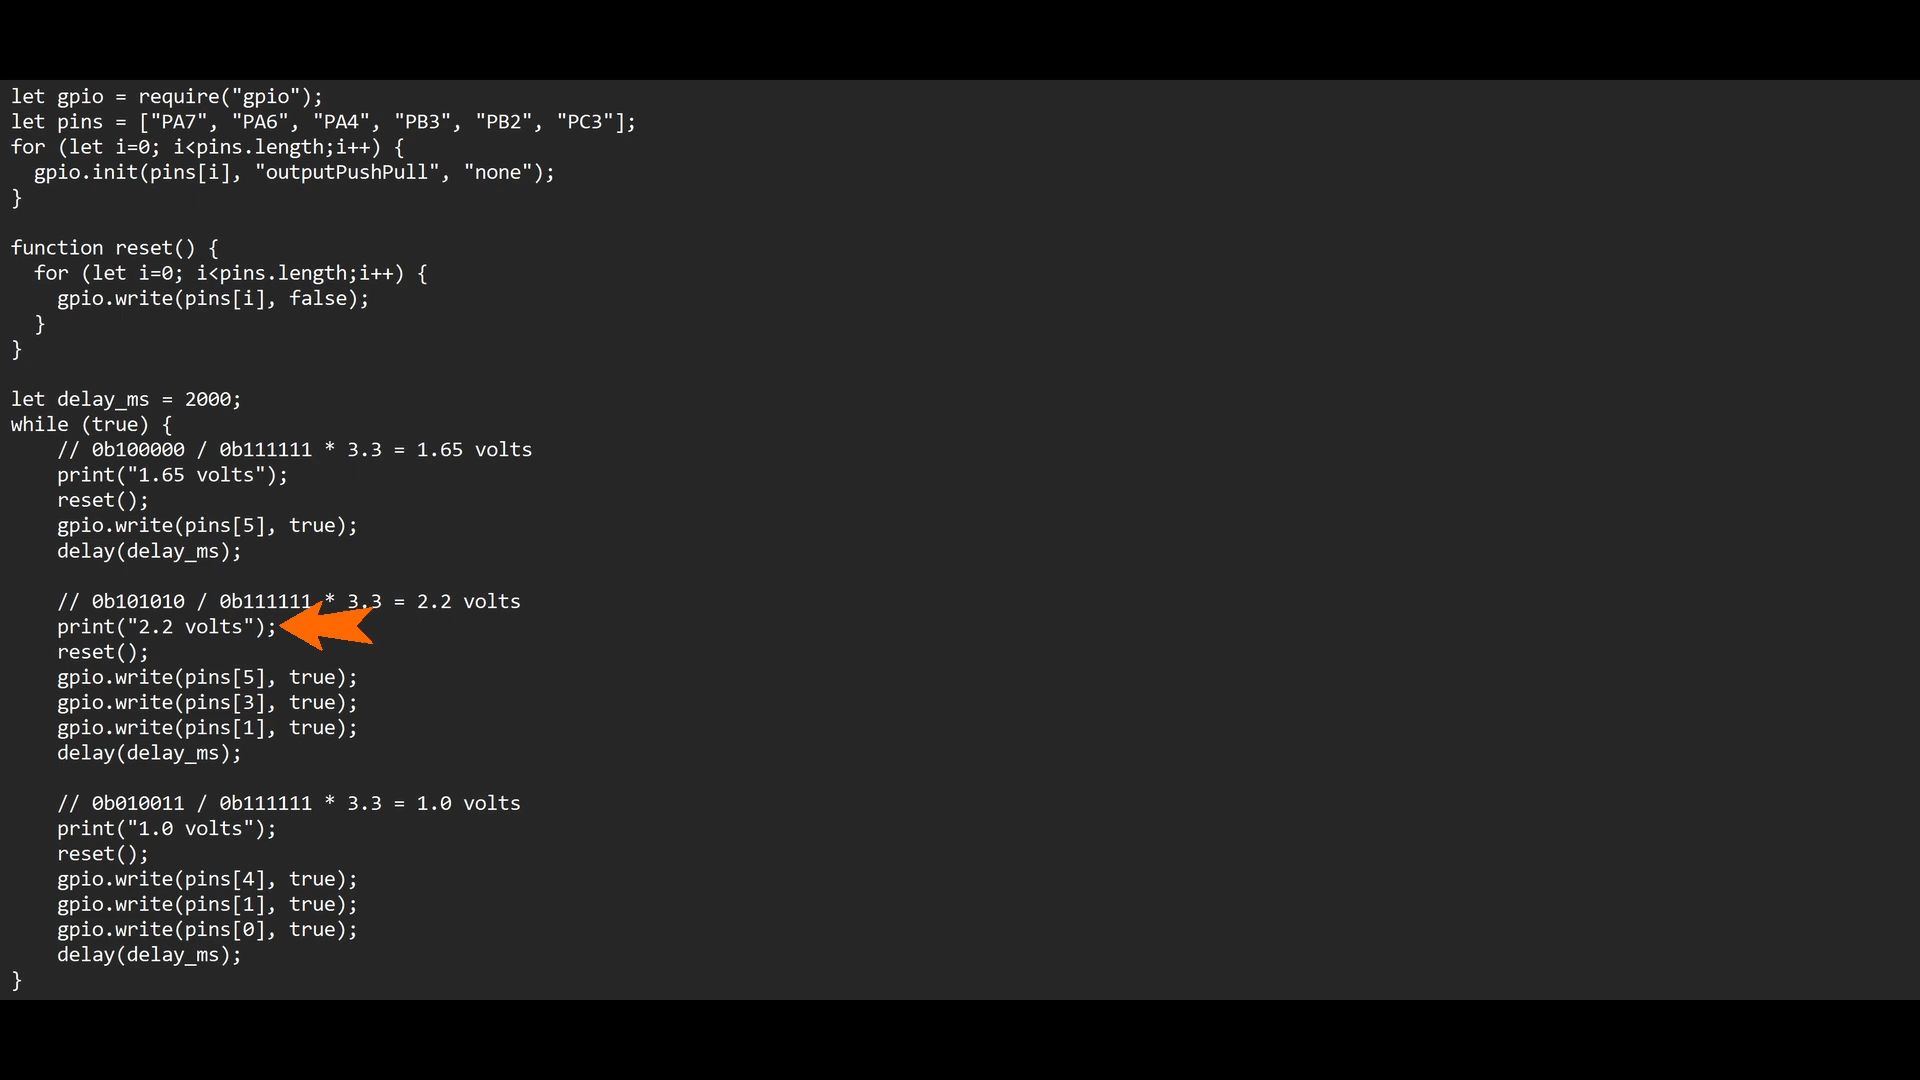 let gpio = require("gpio");
let pins = ["PA7", "PA6", "PA4", "PB3", "PB2", "PC3"];
for (let i=0; i<pins.length;i++) {
  gpio.init(pins[i], "outputPushPull", "none");
}

function reset() {
  for (let i=0; i<pins.length;i++) {
    gpio.write(pins[i], false);
  }
}

let delay_ms = 2000;
while (true) {
    // 0b100000 / 0b111111 * 3.3 = 1.65 volts
    print("1.65 volts");
    reset();
    gpio.write(pins[5], true);
    delay(delay_ms);

    // 0b101010 / 0b111111 * 3.3 = 2.2 volts
    print("2.2 volts");
    reset();
    gpio.write(pins[5], true);
    gpio.write(pins[3], true);
    gpio.write(pins[1], true);
    delay(delay_ms);

    // 0b010011 / 0b111111 * 3.3 = 1.0 volts
    print("1.0 volts");
    reset();
    gpio.write(pins[4], true);
    gpio.write(pins[1], true);
    gpio.write(pins[0], true);
    delay(delay_ms);
}